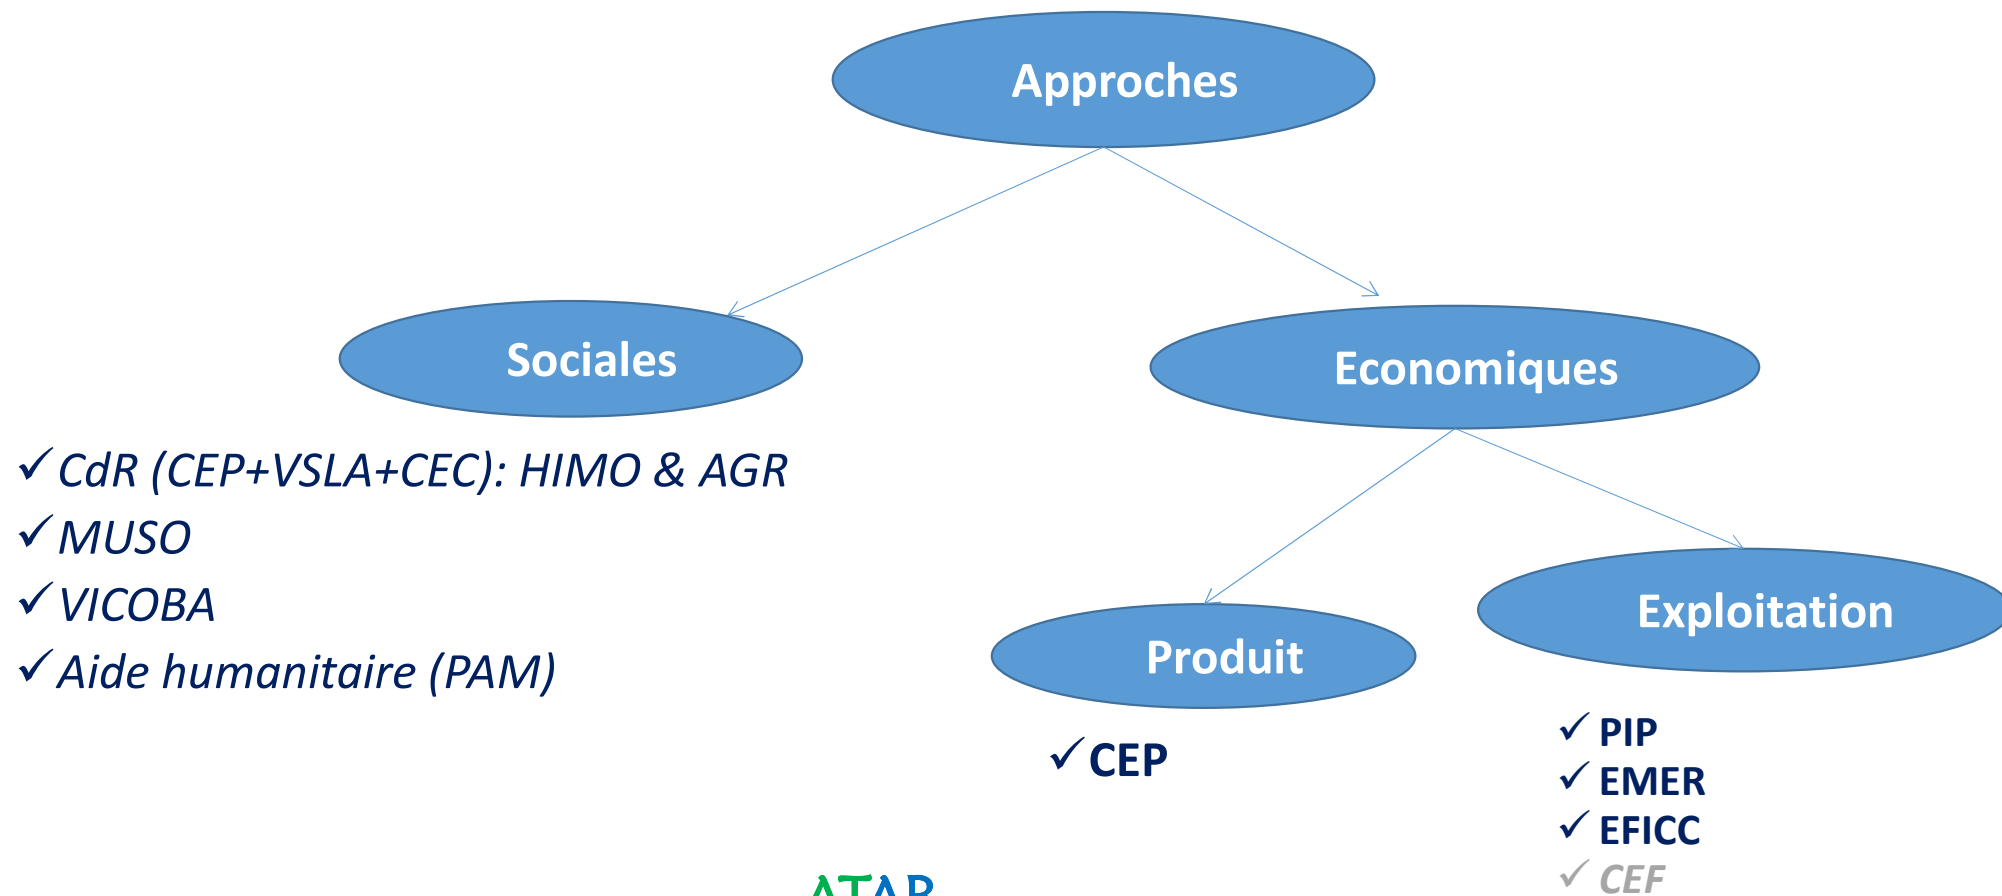 Approches
Sociales
Economiques
CdR (CEP+VSLA+CEC): HIMO & AGR
MUSO
VICOBA
Aide humanitaire (PAM)
Produit
Exploitation
CEP
PIP
EMER
EFICC
CEF
ATAR